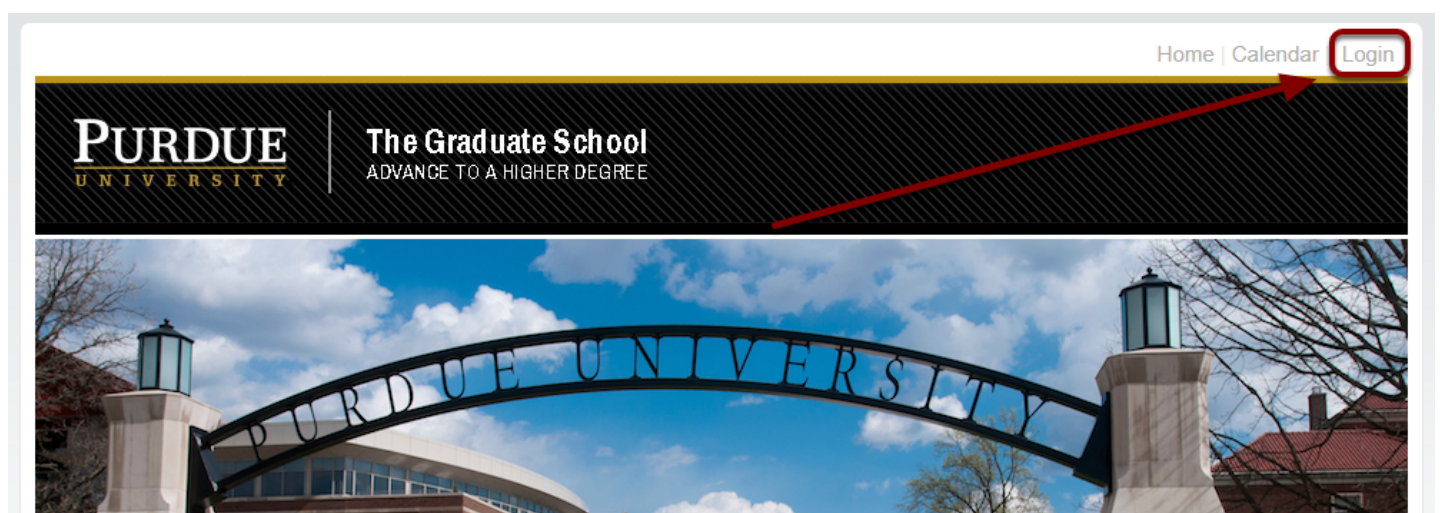 Home | Calendar | Login
PURDUE
UNIVERSITY
The Graduate School
ADVANCE TO A HIGHER DEGREE
PURDUE UNIVERSITY